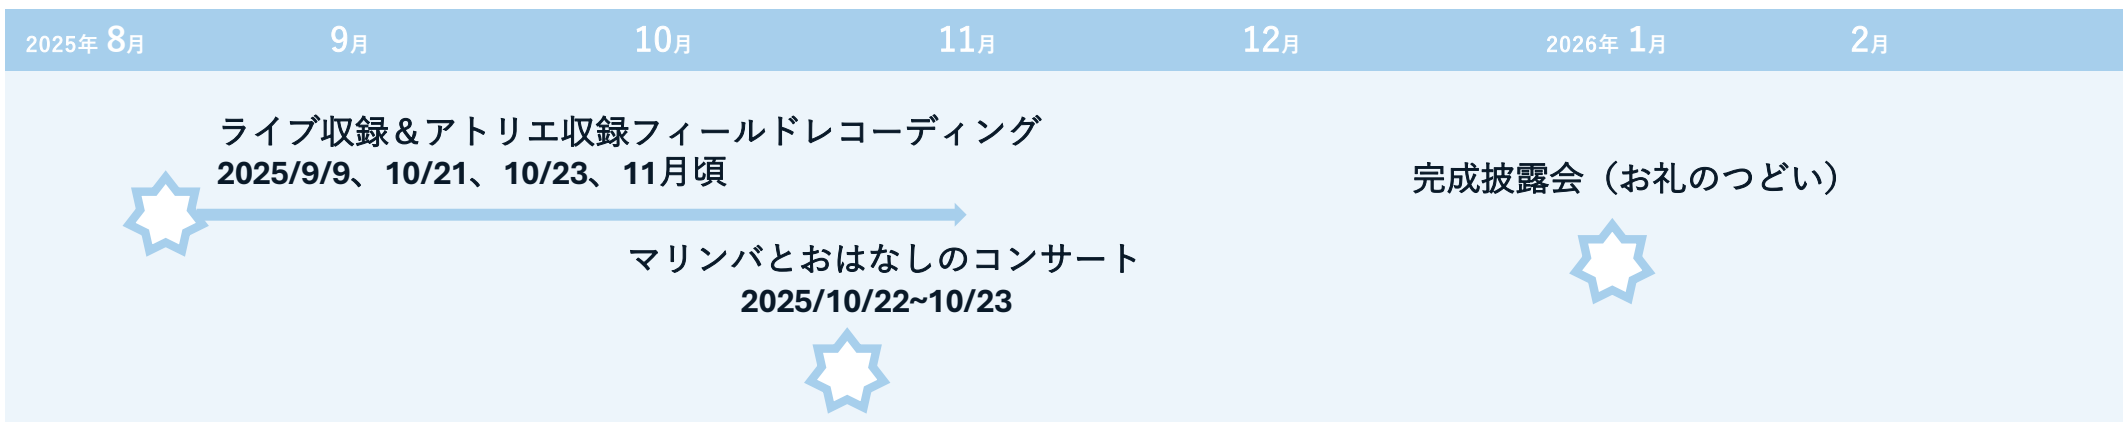 2025年 8月 9月 10月 11月 12月 2026年 1月 2月
ライブ収録＆アトリエ収録フィールドレコーディング
2025/9/9、10/21、10/23、11月頃
完成披露会（お礼のつどい）
マリンバとおはなしのコンサート
2025/10/22~10/23